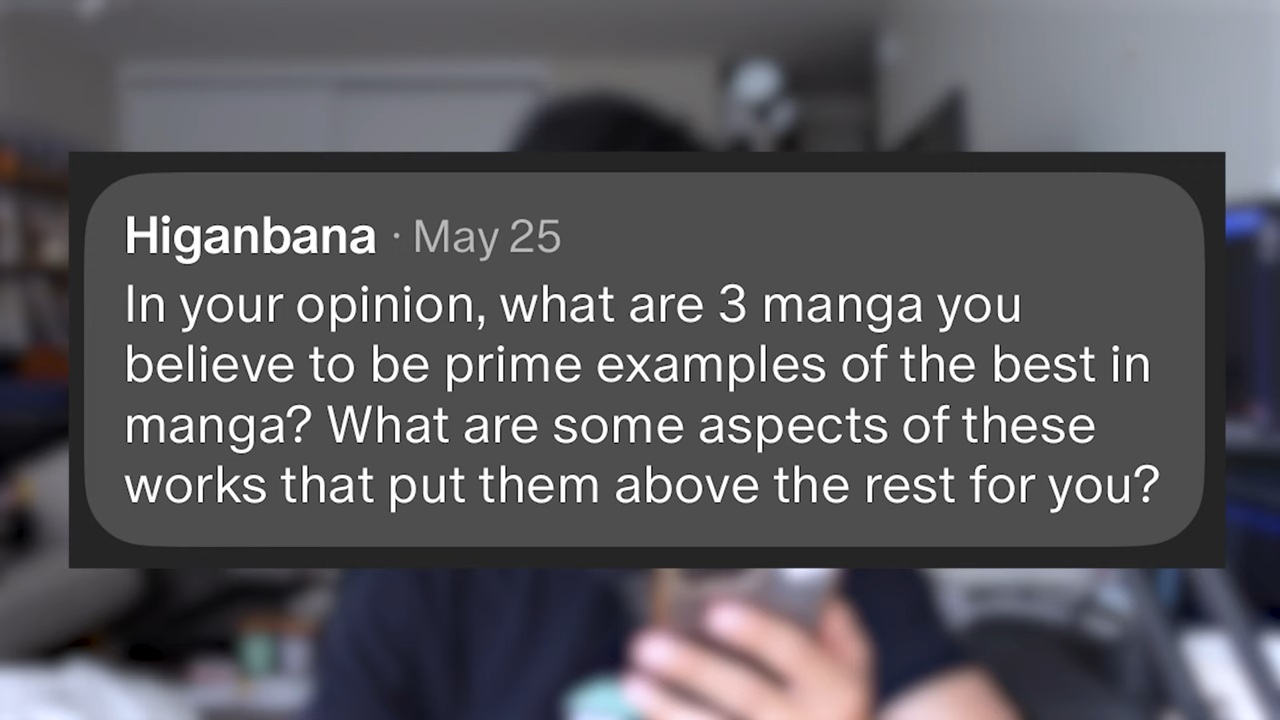 Higanbana · May 25
In your opinion, what are 3 manga you
believe to be prime examples of the best in
manga? What are some aspects of these
works that put them above the rest for you?